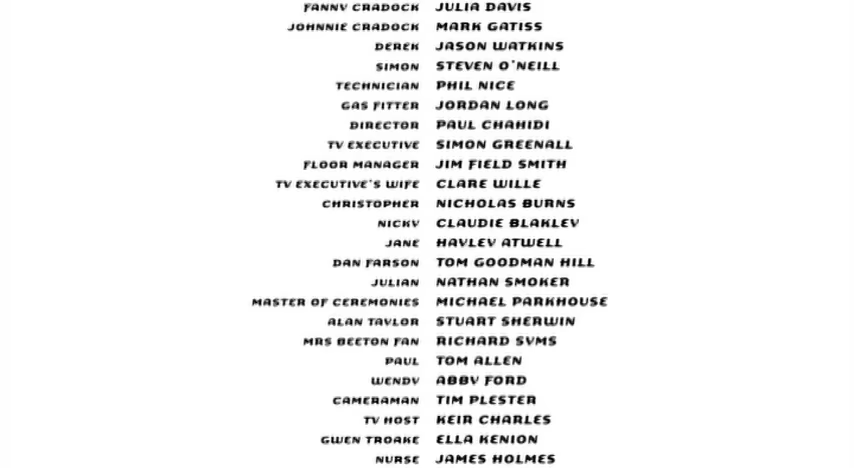 FANNY CRADOCK JULIA DAVIS
JOHNNIE CRADOCK MARK GATISS
DEREK JASON WATKINS
SIMON STEVEN O'NEILL
TECHNICIAN PHIL NICE
GAS FITTER JORDAN LONG
DIRECTOR PAUL CHAHIDI
TV EXECUTIVE SIMON GREENALL
FLOOR MANAGER JIM FIELD SMITH
TV EXECUTIVE'S WIFE CLARE WILLE
CHRISTOPHER NICHOLAS BURNS
NICKY CLAUDIE BLAKLEY
JANE HAYLEY ATWELL
DAN FARSON TOM GOODMAN HILL
JULIAN NATHAN SMOKER
MASTER OF CEREMONIES MICHAEL PARKHOUSE
ALAN TAYLOR STUART SHERWIN
MRS BEETON FAN RICHARD SYMS
PAUL TOM ALLEN
WENDY ABBY FORD
CAMERAMAN TIM PLESTER
TV HOST KEIR CHARLES
GWEN TROAKE ELLA KENION
NURSE JAMES HOLMES